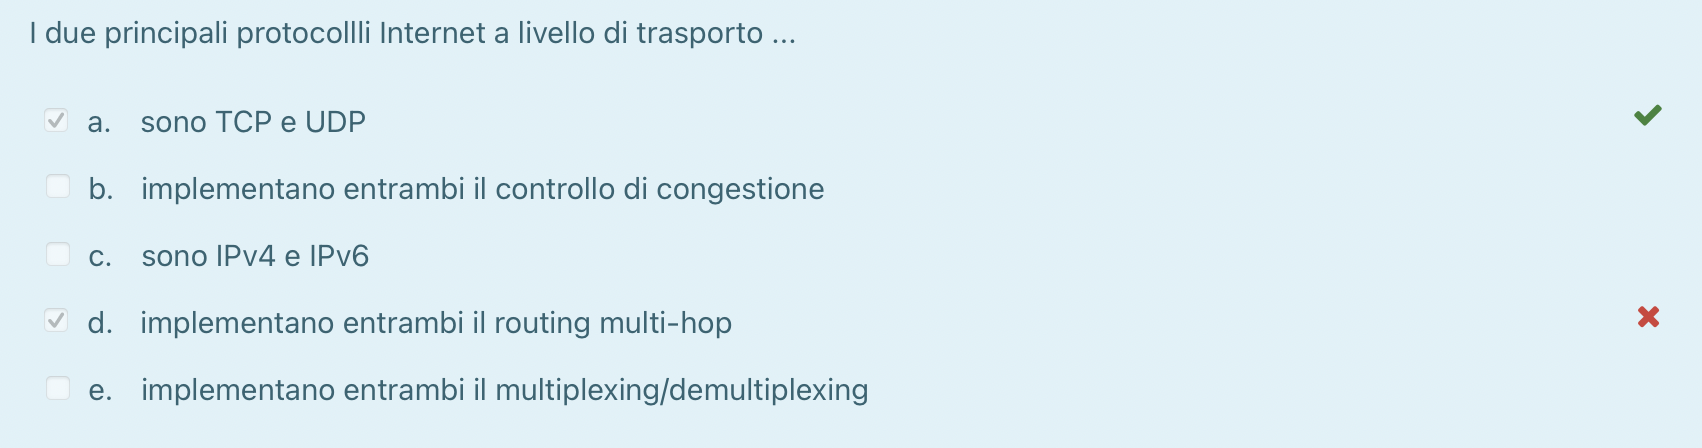 I due principali protocollli Internet a livello di trasporto ...
a. sono TCP e UDP
b. implementano entrambi il controllo di congestione
c. sono IPv4 e IPv6
d. implementano entrambi il routing multi-hop
e. implementano entrambi il multiplexing/demultiplexing